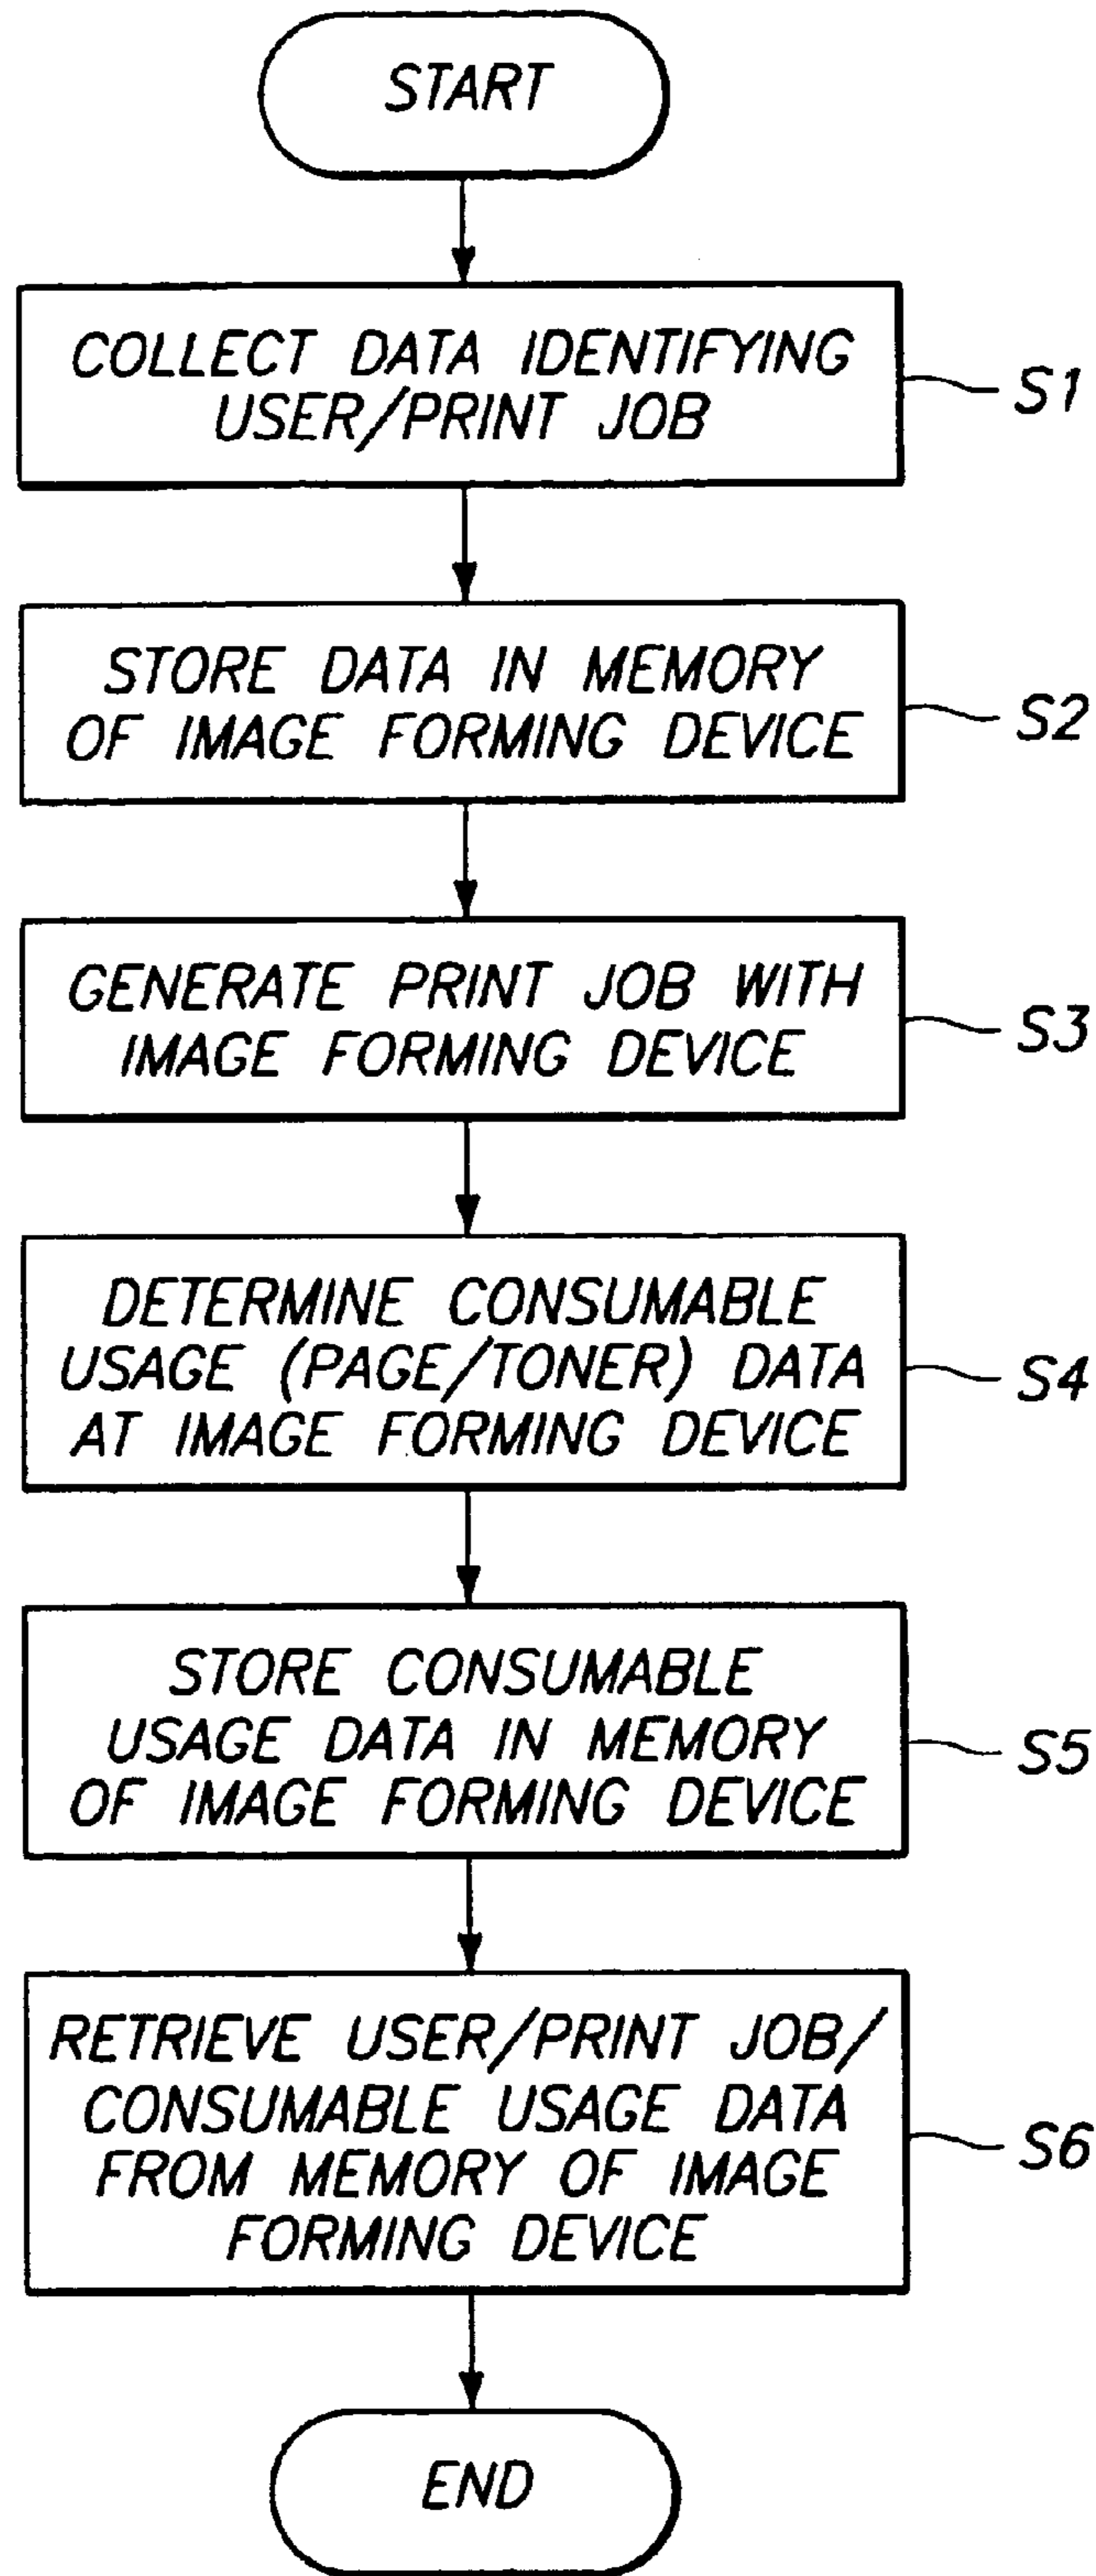 START
COLLECT DATA IDENTIFYING
USER/PRINT JOB
S1
STORE DATA IN MEMORY
OF IMAGE FORMING DEVICE
S2
GENERATE PRINT JOB WITH
IMAGE FORMING DEVICE
S3
DETERMINE CONSUMABLE
USAGE (PAGE/TONER) DATA
AT IMAGE FORMING DEVICE
S4
STORE CONSUMABLE
USAGE DATA IN MEMORY
OF IMAGE FORMING DEVICE
S5
RETRIEVE USER/PRINT JOB/
CONSUMABLE USAGE DATA
FROM MEMORY OF IMAGE
FORMING DEVICE
S6
END